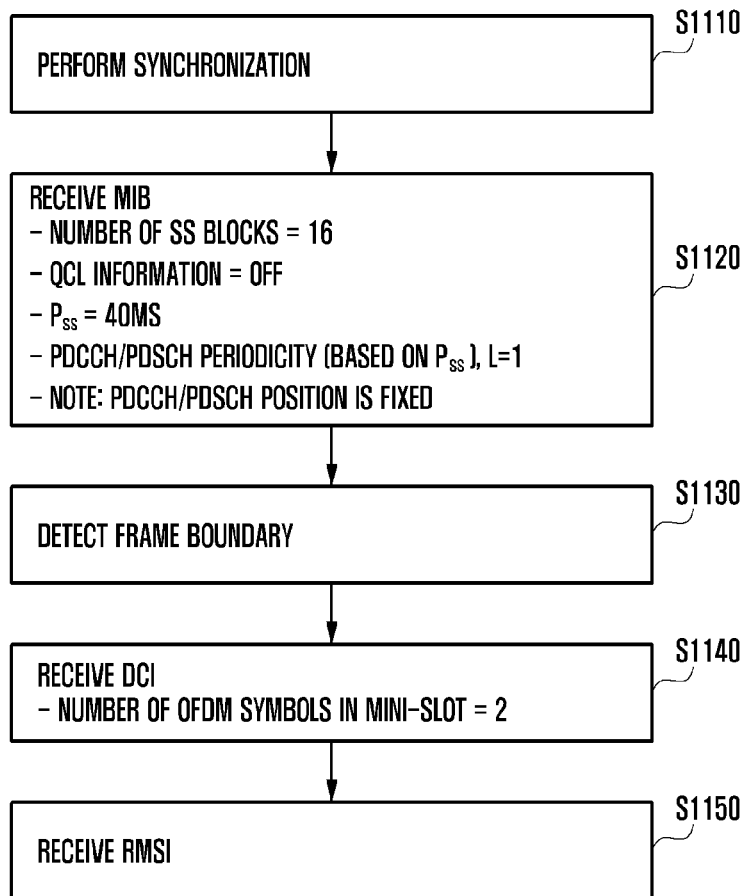 S1110
PERFORM SYNCHRONIZATION
S1120
RECEIVE MIB
– NUMBER OF SS BLOCKS = 16
– QCL INFORMATION = OFF
– PSS = 40MS
– PDCCH/PDSCH PERIODICITY (BASED ON PSS ), L=1
– NOTE: PDCCH/PDSCH POSITION IS FIXED
S1130
DETECT FRAME BOUNDARY
S1140
RECEIVE DCI
– NUMBER OF OFDM SYMBOLS IN MINI-SLOT = 2
S1150
RECEIVE RMSI